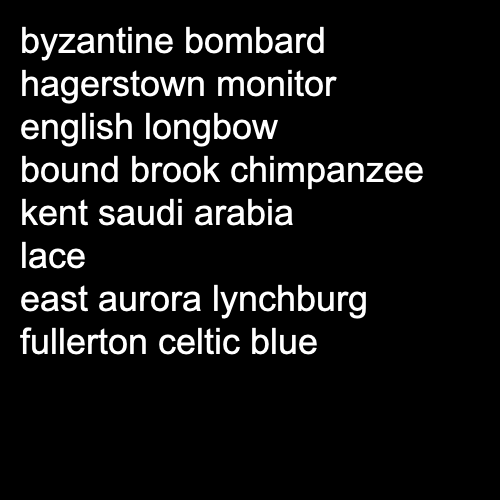 byzantine bombard
hagerstown monitor
english longbow
bound brook chimpanzee
kent saudi arabia
lace
east aurora lynchburg
fullerton celtic blue